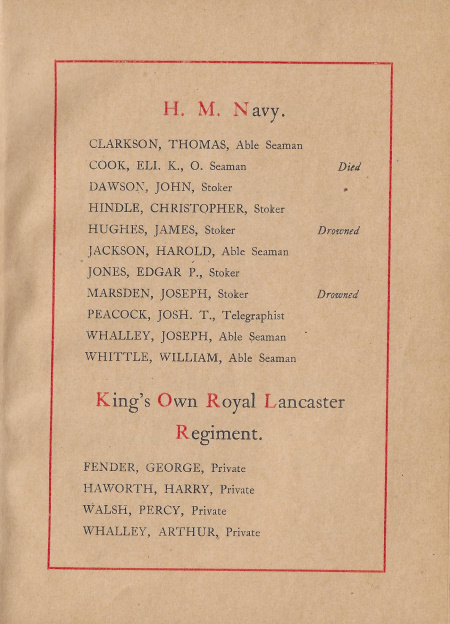 H. M. Navy.
CLARKSON, THOMAS, Able Seaman
COOK, ELI. K., O. Seaman Died
DAWSON, JOHN, Stoker
HINDLE, CHRISTOPHER, Stoker
HUGHES, JAMES, Stoker Drowned
JACKSON, HAROLD, Able Seaman
JONES, EDGAR P., Stoker
MARSDEN, JOSEPH, Stoker Drowned
PEACOCK, JOSH. T., Telegraphist
WHALLEY, JOSEPH, Able Seaman
WHITTLE, WILLIAM, Able Seaman
King's Own Royal Lancaster
Regiment.
FENDER, GEORGE, Private
HAWORTH, HARRY, Private
WALSH, PERCY, Private
WHALLEY, ARTHUR, Private